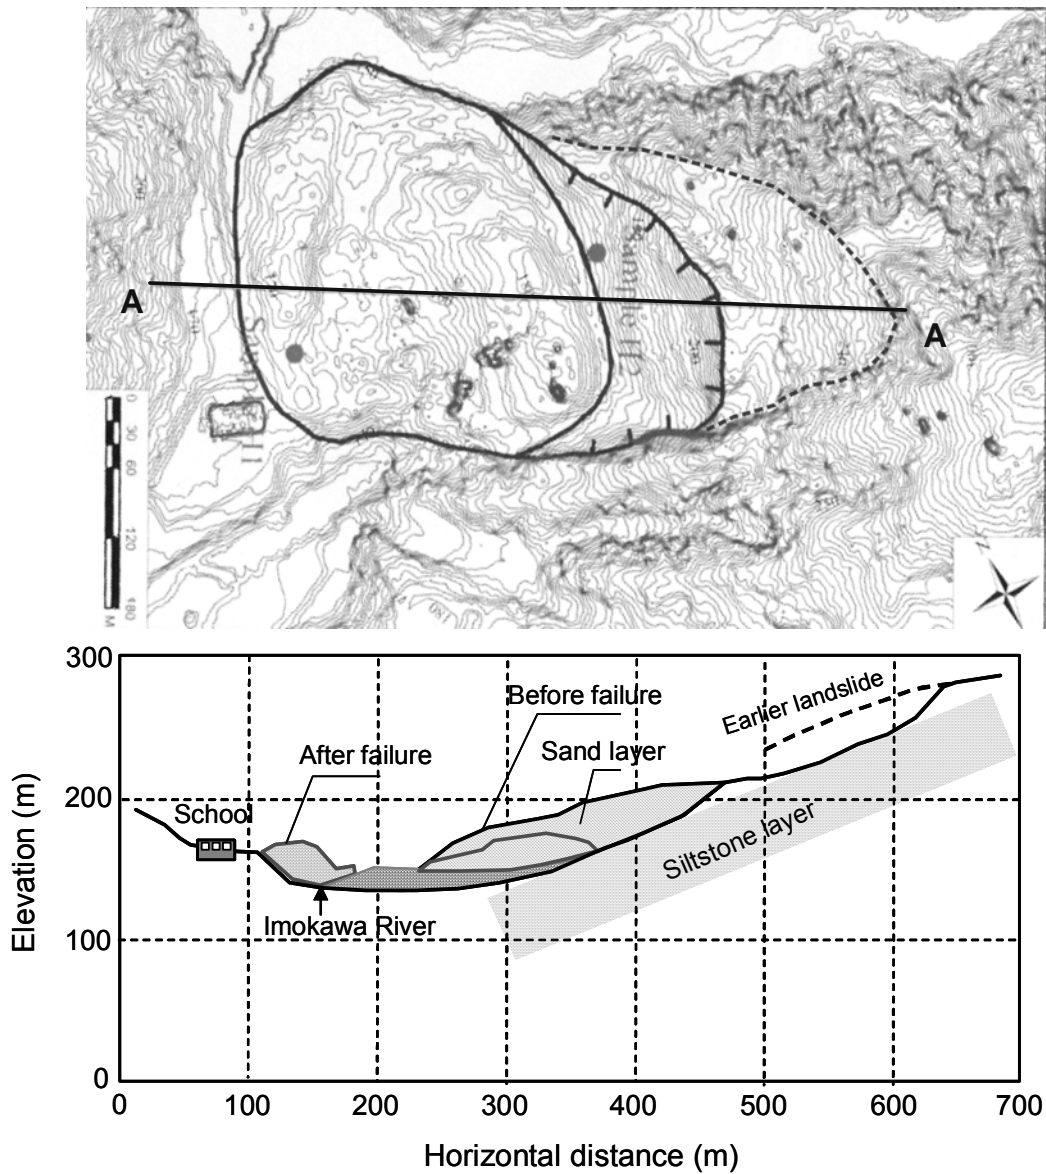 A
A
0
30
60
120
180
M
300
200
100
0
Elevation (m)
Before failure
Earlier landslide
After failure
Sand layer
School
Siltstone layer
Imokawa River
0
100
200
300
400
500
600
700
Horizontal distance (m)